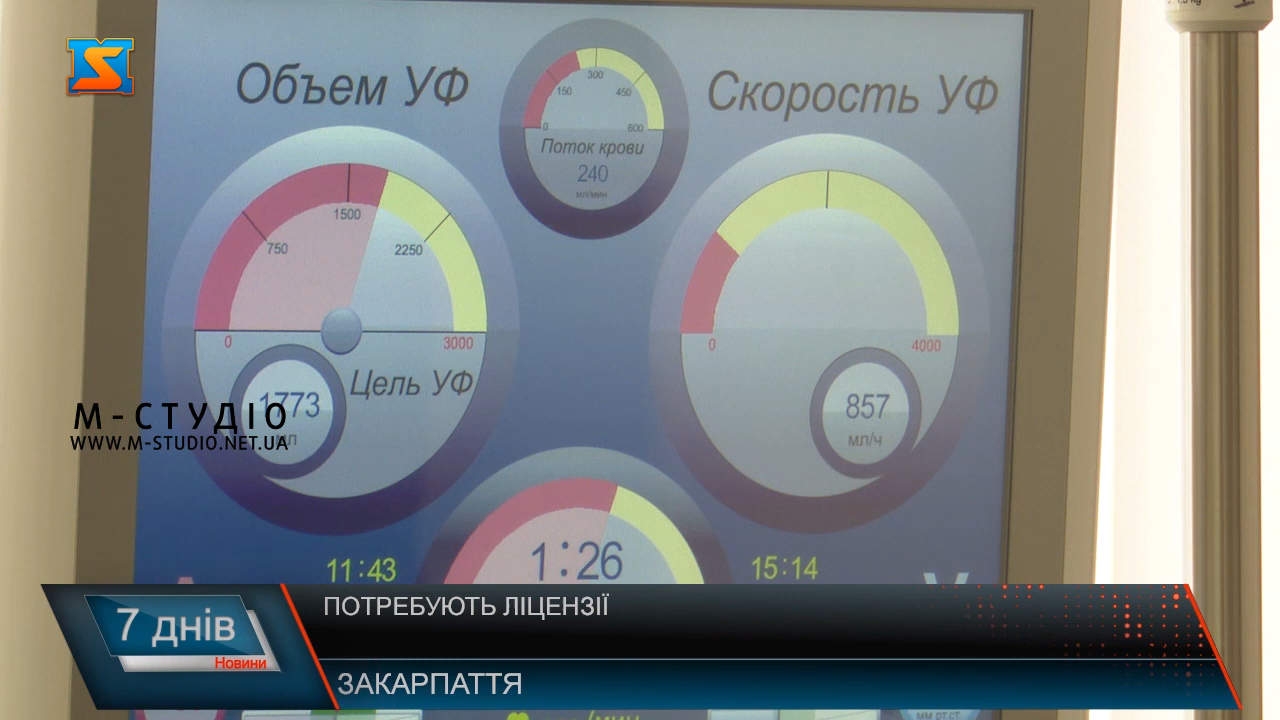 Объем УФ
Скорость УФ
0
150
300
450
600
Поток крови
240
мл/мин
0
750
1500
2250
3000
Цель УФ
1773
мл
0
4000
857
мл/ч
М-СТУДІО
WWW.M-STUDIO.NET.UA
11:43
1:26
15:14
7 днів
Новини
ПОТРЕБУЮТЬ ЛІЦЕНЗІЇ
ЗАКАРПАТТЯ